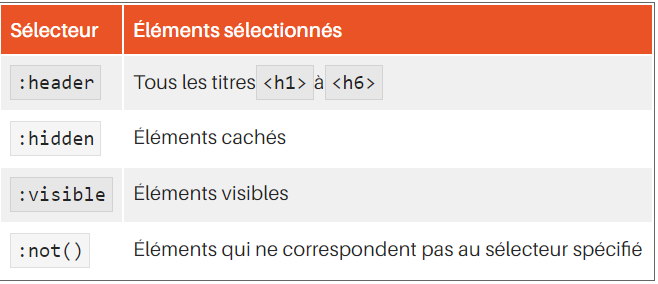 Sélecteur Éléments sélectionnés
:header Tous les titres <h1> à <h6>
:hidden Éléments cachés
:visible Éléments visibles
:not() Éléments qui ne correspondent pas au sélecteur spécifié